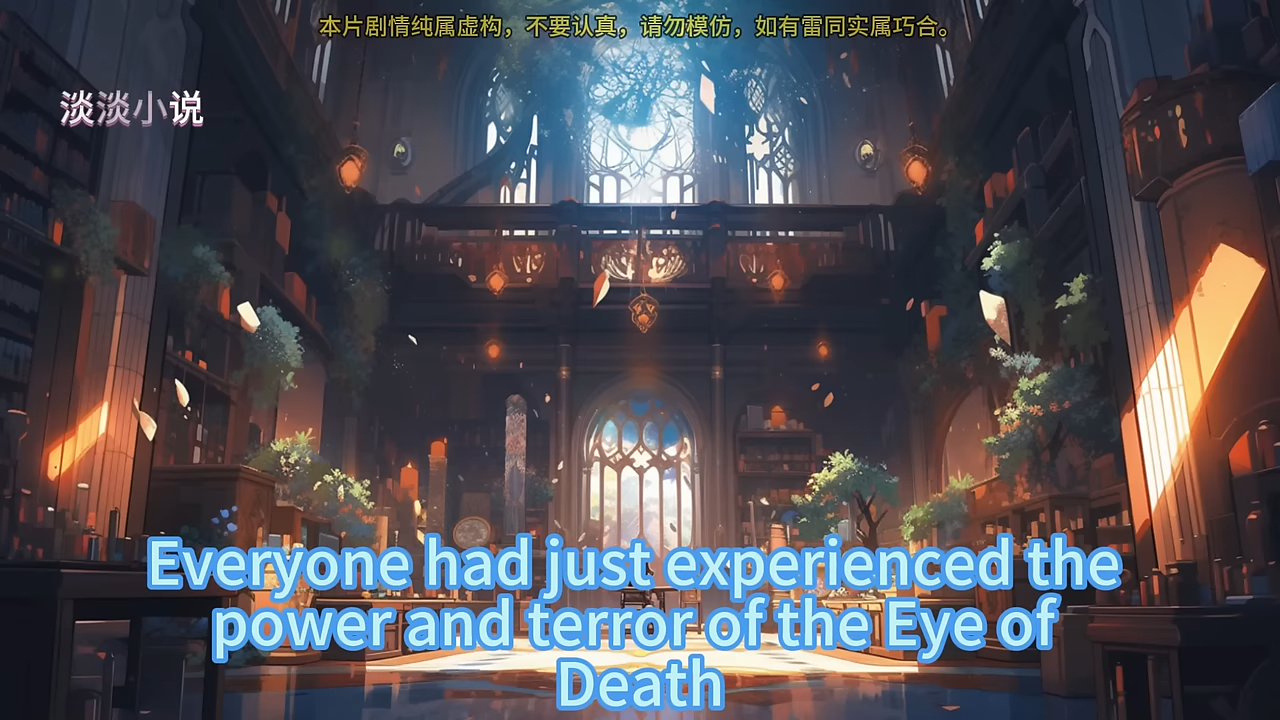 本片剧情纯属虚构，不要认真，请勿模仿，如有雷同实属巧合。
淡淡小说
Everyone had just experienced the
power and terror of the Eye of
Death